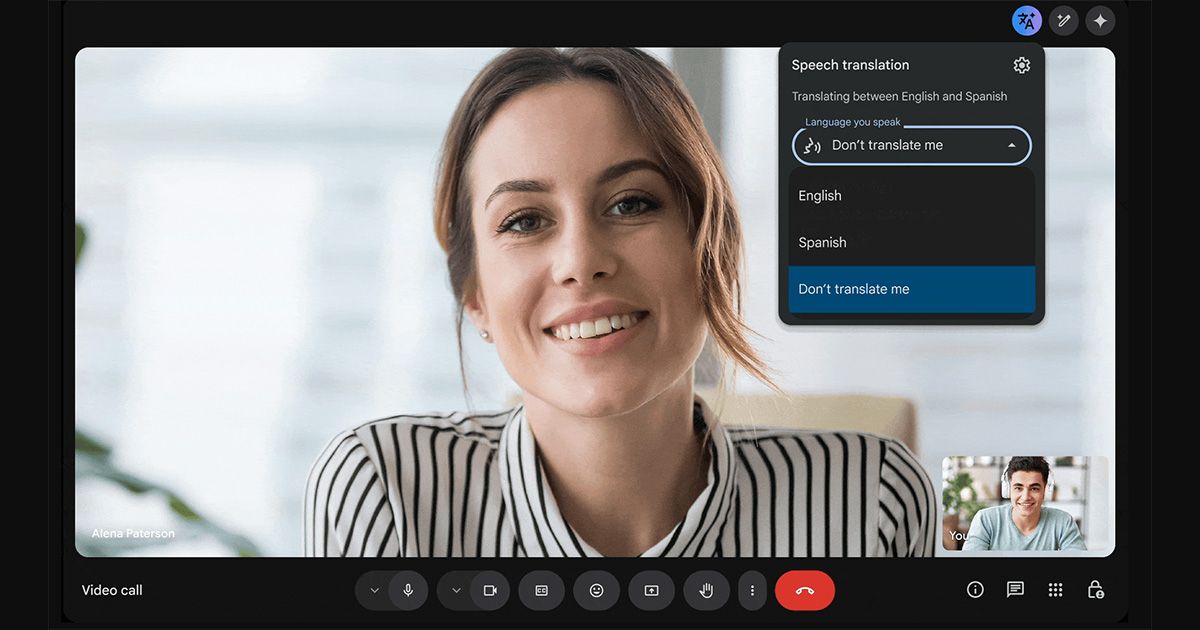 Speech translation
Translating between English and Spanish
Language you speak
Don’t translate me
English
Spanish
Don’t translate me
Alena Paterson
You
Video call
CC